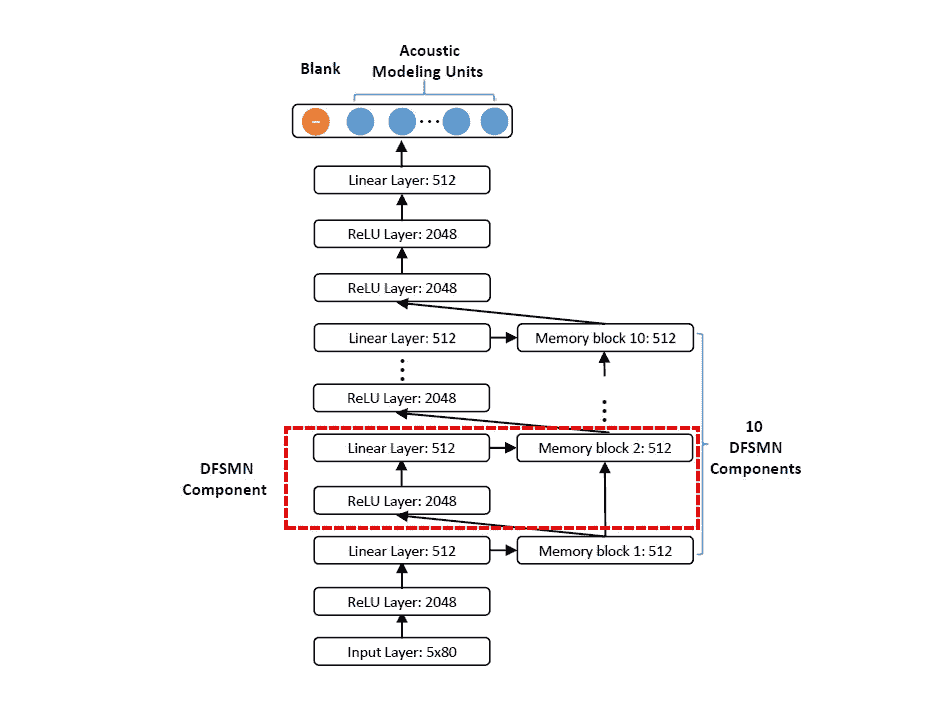 Acoustic
Blank
Modeling Units
–
Linear Layer: 512
ReLU Layer: 2048
ReLU Layer: 2048
Linear Layer: 512
Memory block 10: 512
ReLU Layer: 2048
10
DFSMN
Components
Linear Layer: 512
Memory block 2: 512
DFSMN
Component
ReLU Layer: 2048
Linear Layer: 512
Memory block 1: 512
ReLU Layer: 2048
Input Layer: 5x80